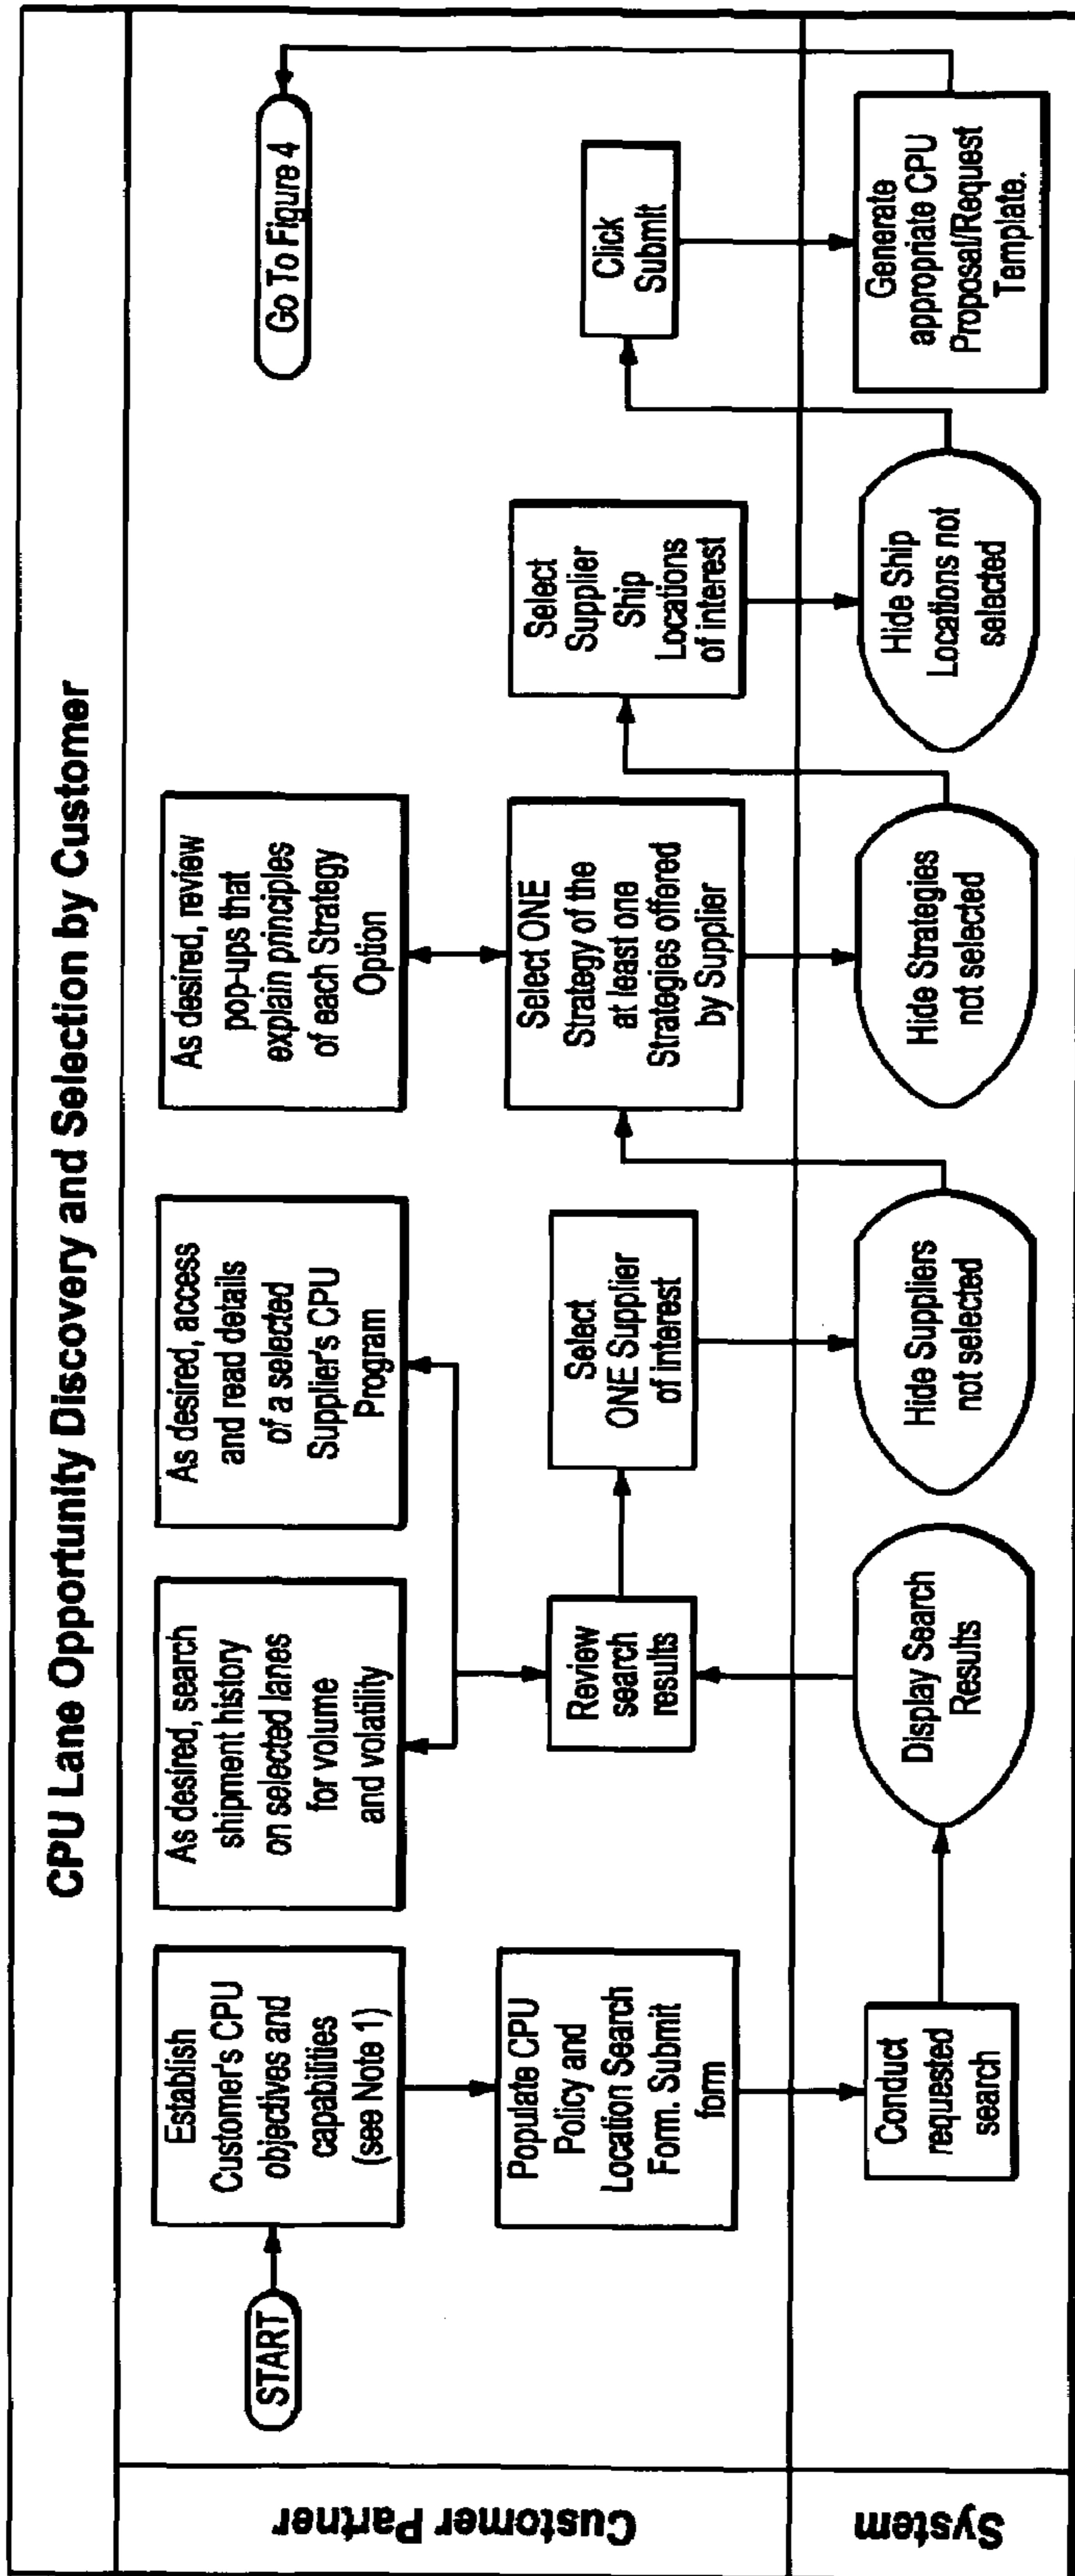 CPU Lane Opportunity Discovery and Selection by Customer
Customer Partner
START
Establish
Customer's CPU
objectives and
capabilities
(see Note 1)
Populate CPU
Policy and
Location Search
Form. Submit
form
As desired, search
shipment history
on selected lanes
for volume
and volatility
As desired, access
and read details
of a selected
Supplier's CPU
Program
Review
search
results
Select
ONE Supplier
of interest
As desired, review
pop-ups that
explain principles
of each Strategy
Option
Select ONE
Strategy of the
at least one
Strategies offered
by Supplier
Select
Supplier
Ship
Locations
of interest
Click
Submit
Go To Figure 4
System
Conduct
requested
search
Display Search
Results
Hide Suppliers
not selected
Hide Strategies
not selected
Hide Ship
Locations not
selected
Generate
appropriate CPU
Proposal/Request
Template.